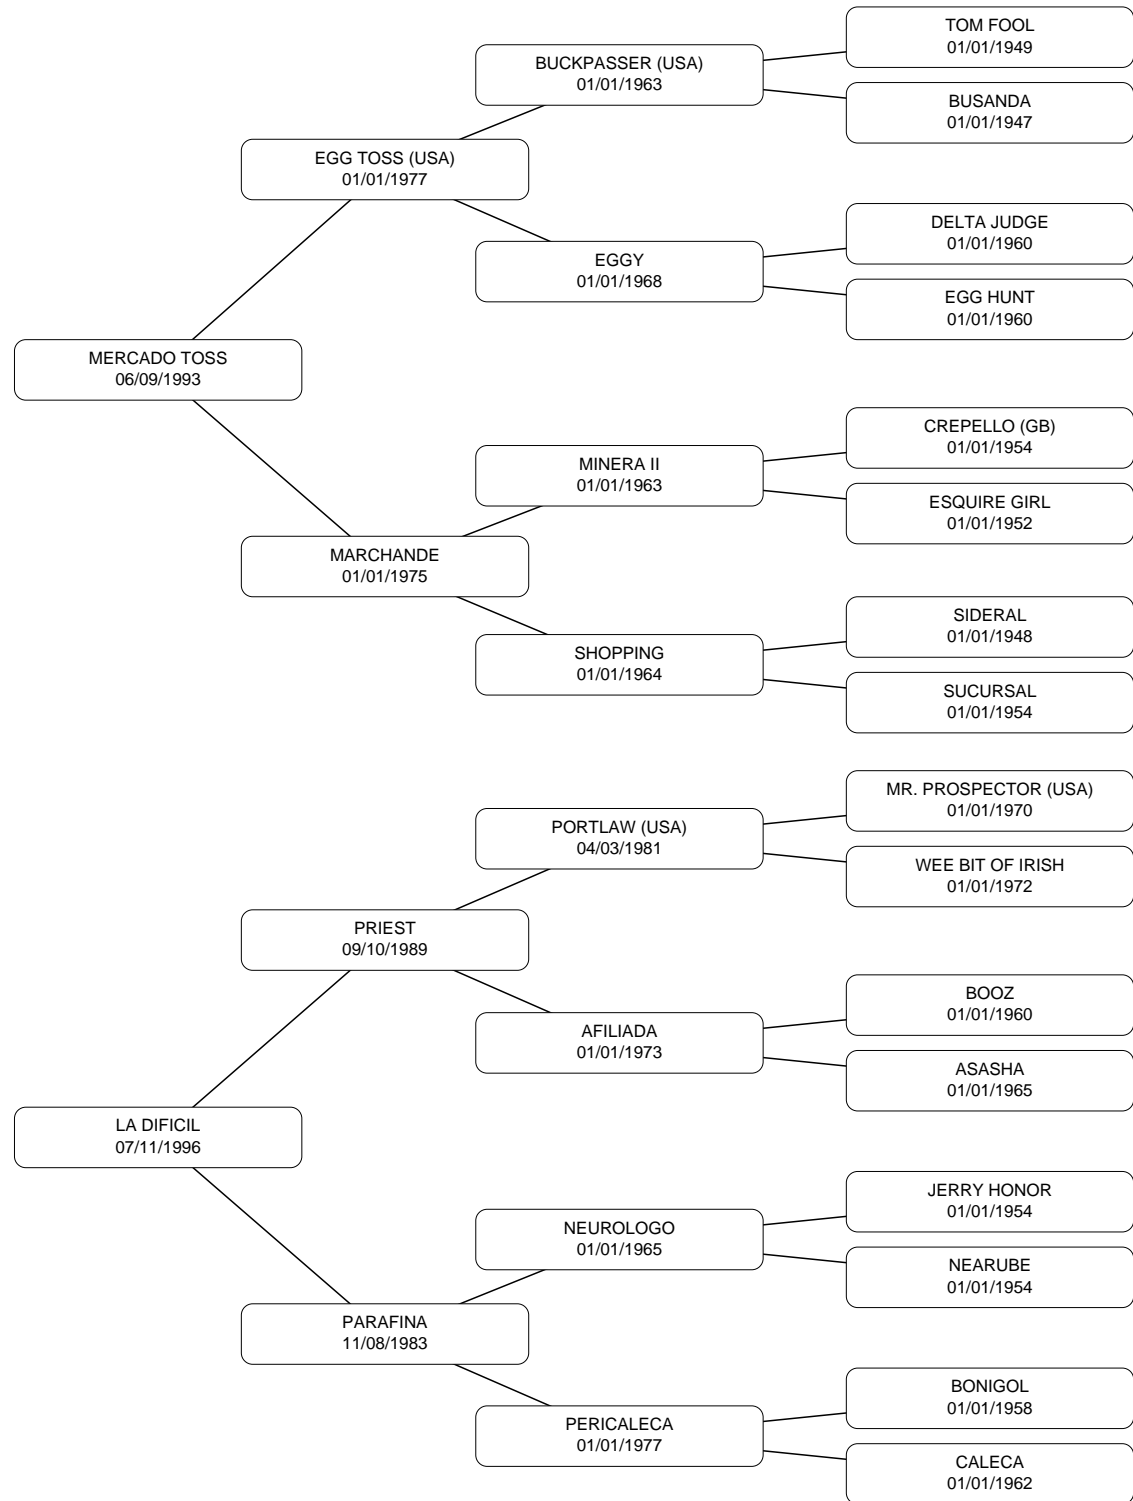 TOM FOOL
01/01/1949
BUCKPASSER (USA)
01/01/1963
BUSANDA
01/01/1947
EGG TOSS (USA)
01/01/1977
DELTA JUDGE
01/01/1960
EGGY
01/01/1968
EGG HUNT
01/01/1960
MERCADO TOSS
06/09/1993
CREPELLO (GB)
01/01/1954
MINERA II
01/01/1963
ESQUIRE GIRL
01/01/1952
MARCHANDE
01/01/1975
SIDERAL
01/01/1948
SHOPPING
01/01/1964
SUCURSAL
01/01/1954
MR. PROSPECTOR (USA)
01/01/1970
PORTLAW (USA)
04/03/1981
WEE BIT OF IRISH
01/01/1972
PRIEST
09/10/1989
BOOZ
01/01/1960
AFILIADA
01/01/1973
ASASHA
01/01/1965
LA DIFICIL
07/11/1996
JERRY HONOR
01/01/1954
NEUROLOGO
01/01/1965
NEARUBE
01/01/1954
PARAFINA
11/08/1983
BONIGOL
01/01/1958
PERICALECA
01/01/1977
CALECA
01/01/1962